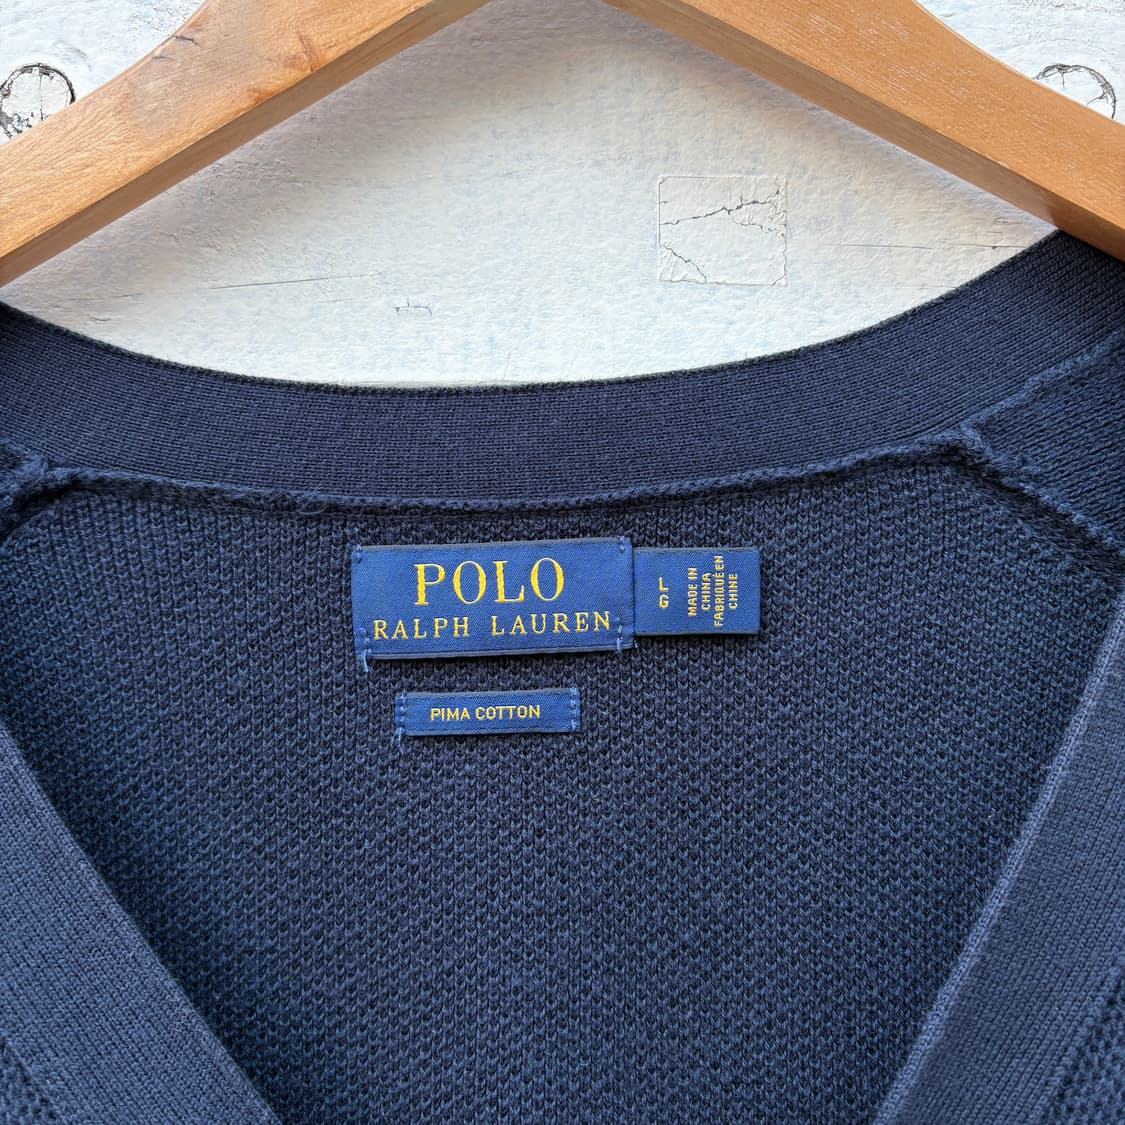 POLO
RALPH LAUREN
L
G
MADE IN
CHINA
FABRIQUÉ EN
CHINE
PIMA COTTON